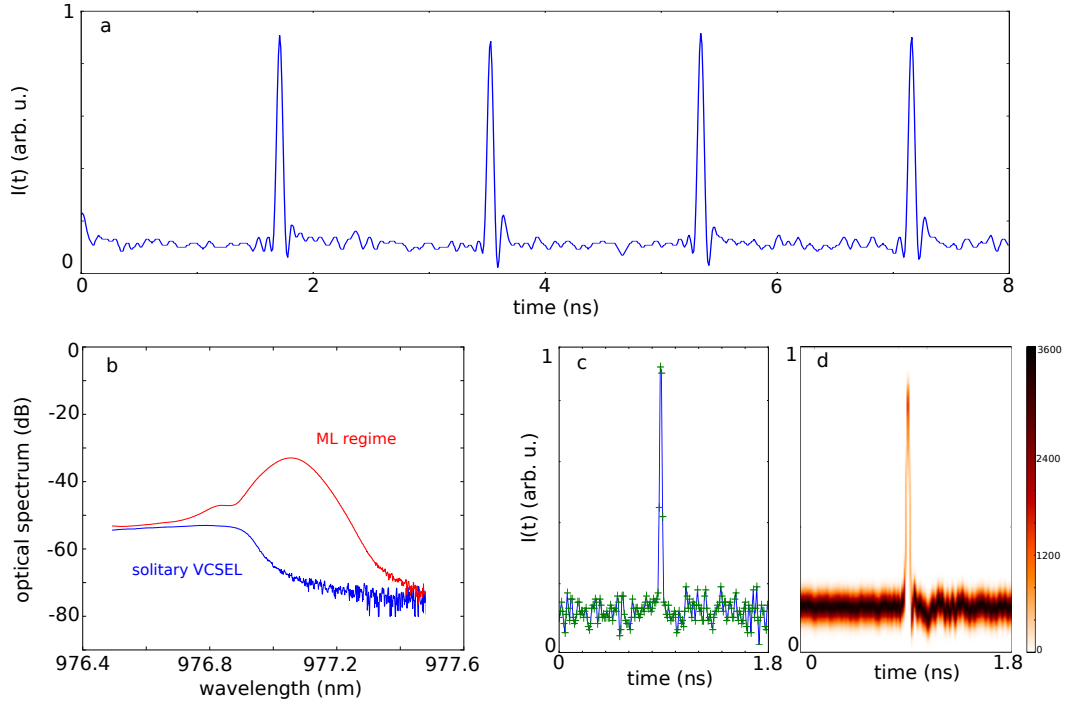 a
1
I(t) (arb. u.)
0
0 2 4 6 8
time (ns)
b
0
-20
-40
-60
-80
optical spectrum (dB)
ML regime
solitary VCSEL
976.4 976.8 977.2 977.6
wavelength (nm)
c
1
I(t) (arb. u.)
0
0 1.8
time (ns)
d
1
0
0 1.8
time (ns)
3600
2400
1200
0